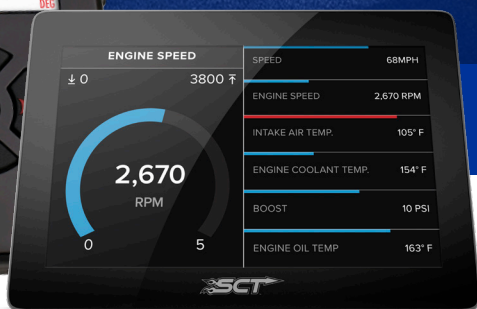 DEG
ENGINE SPEED
0
3800
2,670
RPM
0
5
SPEED 68MPH
ENGINE SPEED 2,670 RPM
INTAKE AIR TEMP. 105° F
ENGINE COOLANT TEMP. 154° F
BOOST 10 PSI
ENGINE OIL TEMP 163° F
SCT